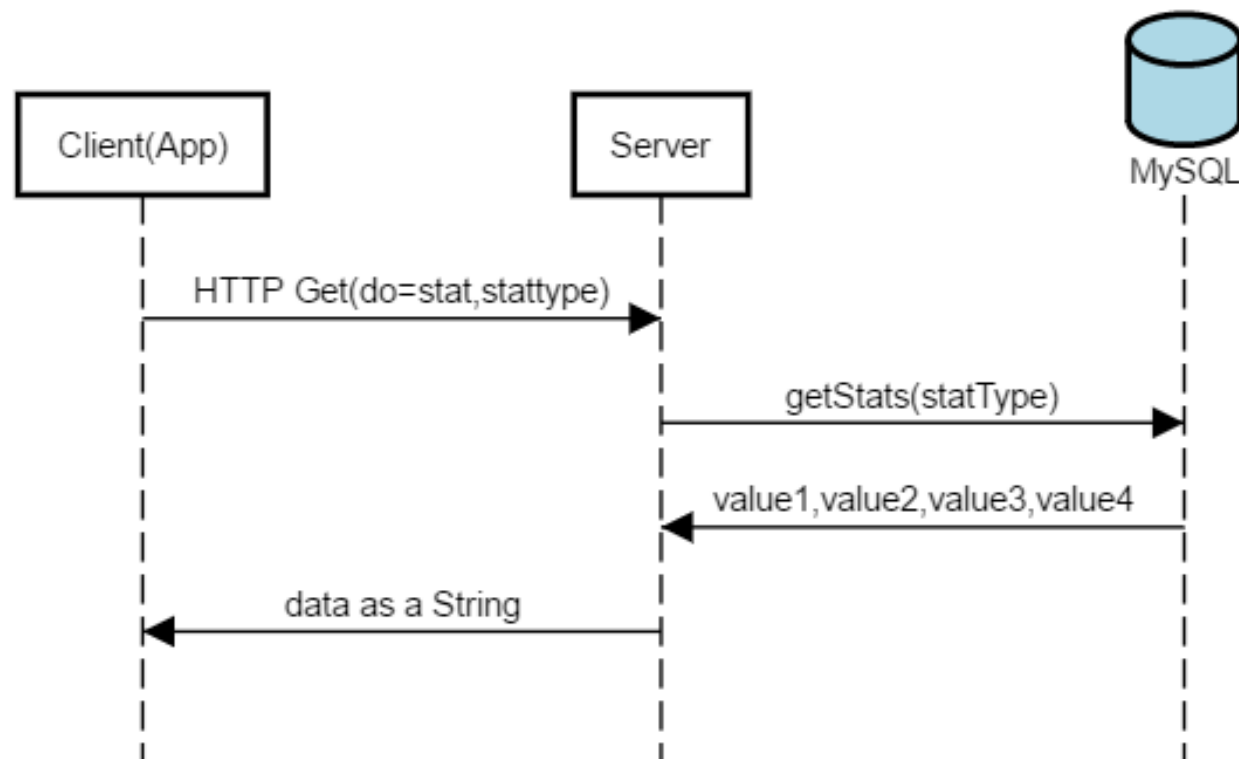 Client(App)
Server
MySQL
HTTP Get(do=stat,stattype)
getStats(statType)
value1,value2,value3,value4
data as a String